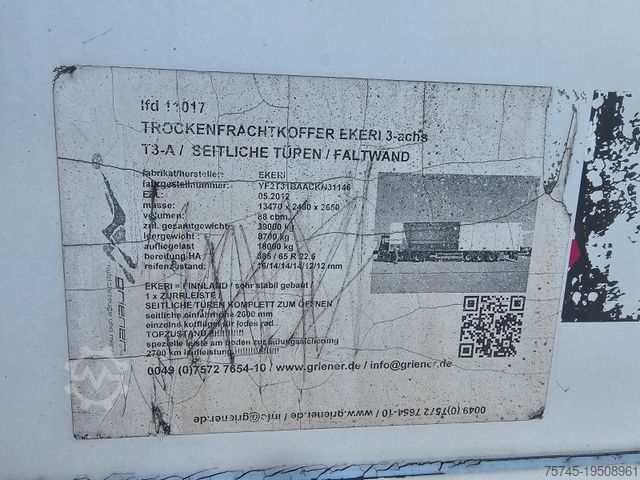 lfd 11017
TROCKENFRACHTKOFFER EKERI 3-achs
T3-A / SEITLICHE TÜREN / FALTWAND
fabrikat/hersteller: EKERI
fahrgestellnummer: YF2T31BAACKN31146
EZ: 05.2012
masse: 13470 x 2480 x 2650
volumen: 88 cbm
zul. gesamtgewicht: 39000 kg
leergewicht: 8700 kg
aufliegelast 18000 kg
bereifung HA 385 / 65 R 22,5
reifenzustand: 16/14/14/14/12/12 mm
EKERI = FINNLAND / sehr stabil gebaut !
1 x ZURRLEISTE
SEITLICHE TÜREN KOMPLETT ZUM ÖFFNEN
seitliche einfahrhöhe 2600 mm
einzelne kotflügel für jedes rad
TOPZUSTAND !!!!!!!!!!!
spezielle leiste am boden zur ladungssicherung
2700 km laufleistung!!!!!!!!!!!
0049 (0)7572 7654-10 / www.griener.de / info@griener.de
griener
nutzfahrzeuge und mehr
0049 (0)7572 7654-10 / www.griener.de / info@griener.de
75745-19508961